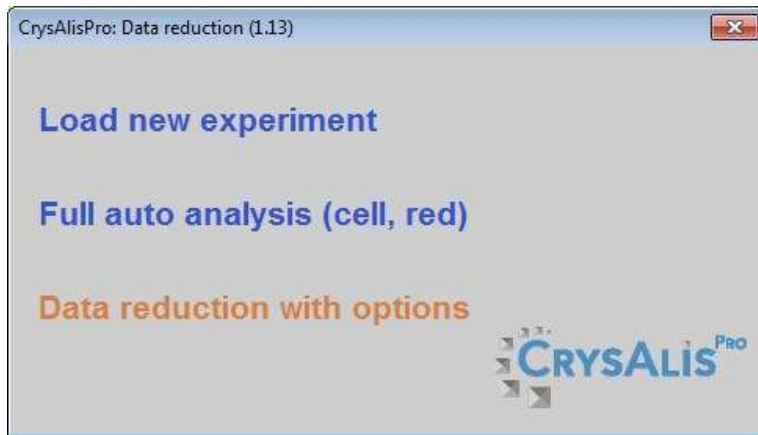 CrysAlisPro: Data reduction (1.13)
Load new experiment
Full auto analysis (cell, red)
Data reduction with options
CRYSALIS PRO